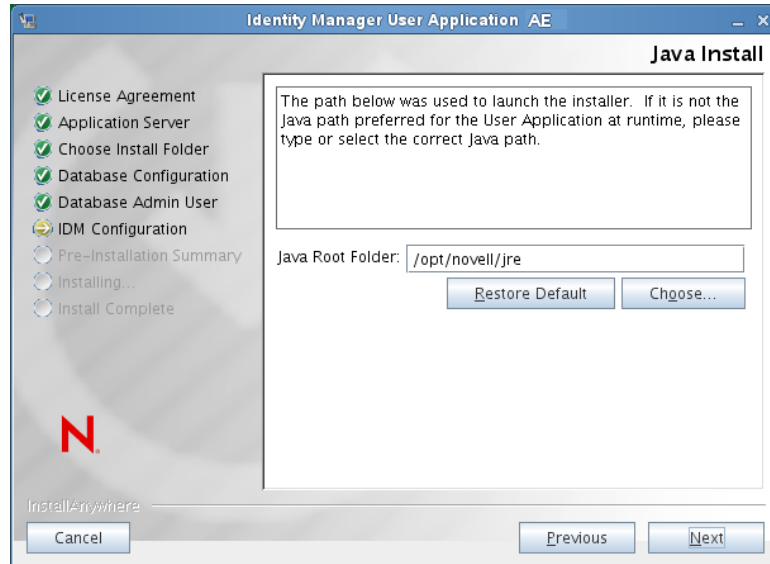 Identity Manager User Application AE
Java Install
License Agreement
Application Server
Choose Install Folder
Database Configuration
Database Admin User
IDM Configuration
Pre-Installation Summary
Installing...
Install Complete
The path below was used to launch the installer. If it is not the
Java path preferred for the User Application at runtime, please
type or select the correct Java path.
Java Root Folder: /opt/novell/jre
Restore Default Choose...
N
InstallAnywhere
Cancel Previous Next